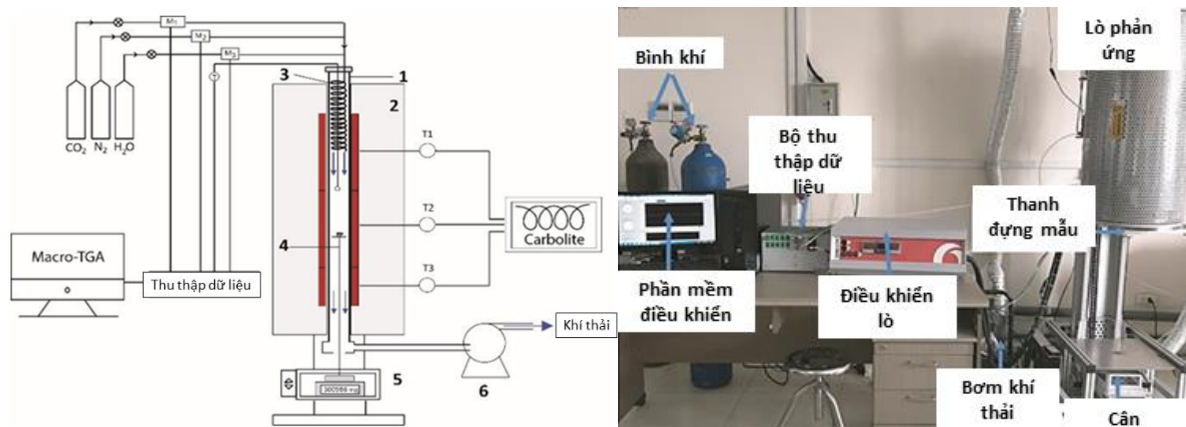 M₁
M₂
M₃
T
3
1
2
CO₂ N₂ H₂O
T1
T2
Carbolite
4
Macro-TGA
Thu thập dữ liệu
T3
Khí thải
5
6
Lò phản
ứng
Bình khí
Bộ thu
thập dữ
liệu
Thanh
đựng mẫu
Phần mềm
điều khiển
Điều khiển
lò
Bơm khí
thải
Cân